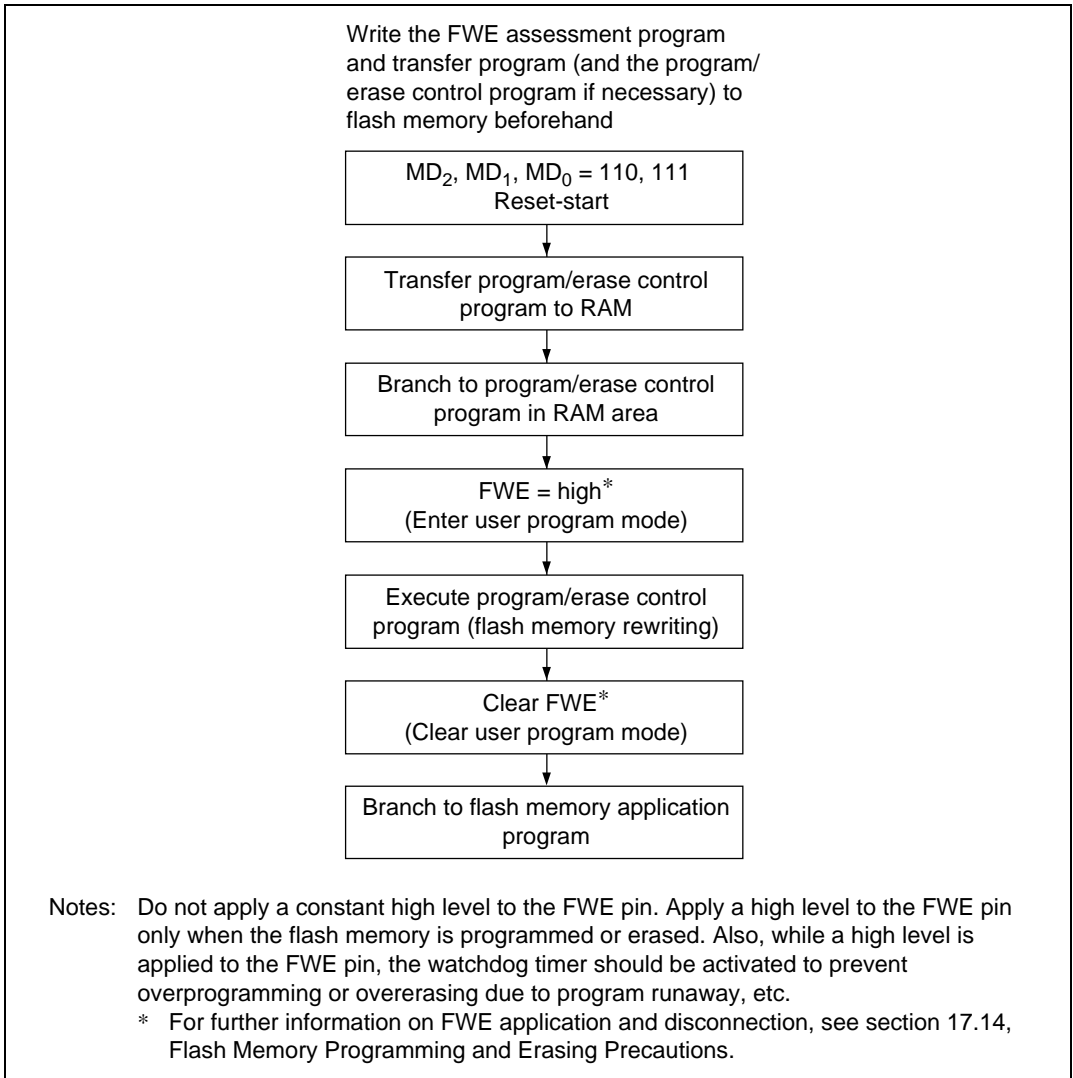 Write the FWE assessment program
and transfer program (and the program/
erase control program if necessary) to
flash memory beforehand
MD2, MD1, MD0 = 110, 111
Reset-start
Transfer program/erase control
program to RAM
Branch to program/erase control
program in RAM area
FWE = high*
(Enter user program mode)
Execute program/erase control
program (flash memory rewriting)
Clear FWE*
(Clear user program mode)
Branch to flash memory application
program
Notes: Do not apply a constant high level to the FWE pin. Apply a high level to the FWE pin
only when the flash memory is programmed or erased. Also, while a high level is
applied to the FWE pin, the watchdog timer should be activated to prevent
overprogramming or overerasing due to program runaway, etc.
* For further information on FWE application and disconnection, see section 17.14,
Flash Memory Programming and Erasing Precautions.